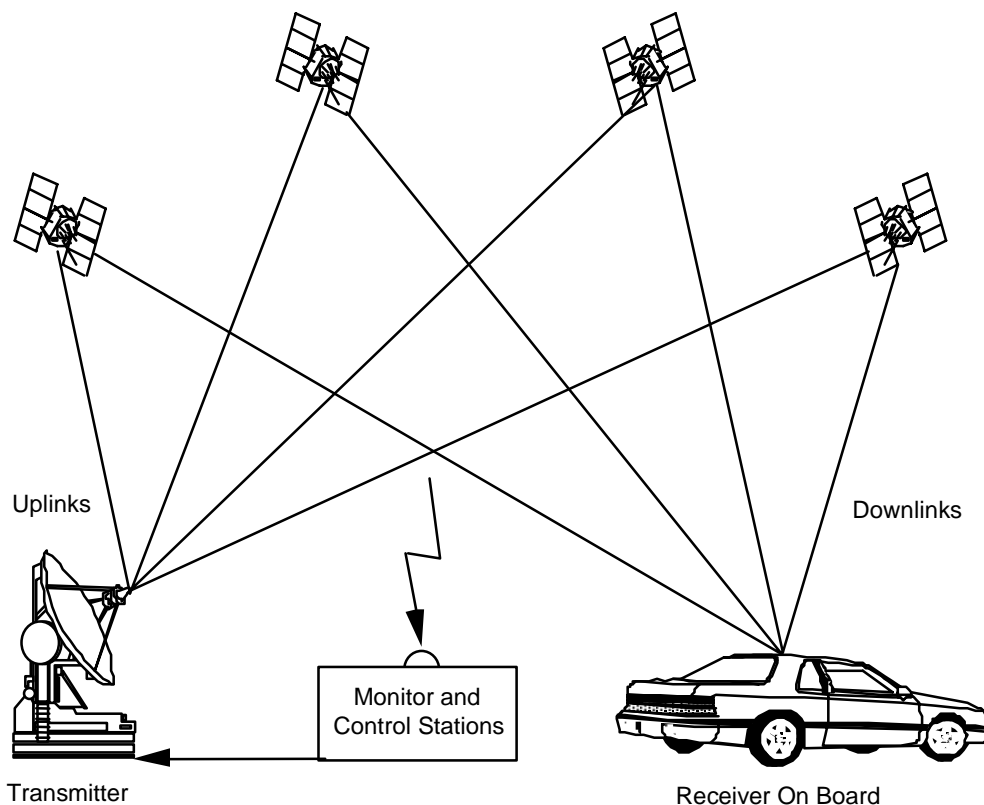 Uplinks
Downlinks
Monitor and
Control Stations
Transmitter
Receiver On Board